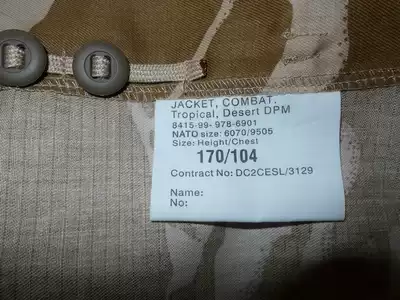 JACKET, COMBAT.
Tropical, Desert DPM
8415-99- 978-6901
NATO size: 6070/9505
Size: Height/Chest
170/104
Contract No: DC2CESL/3129
Name:
No: